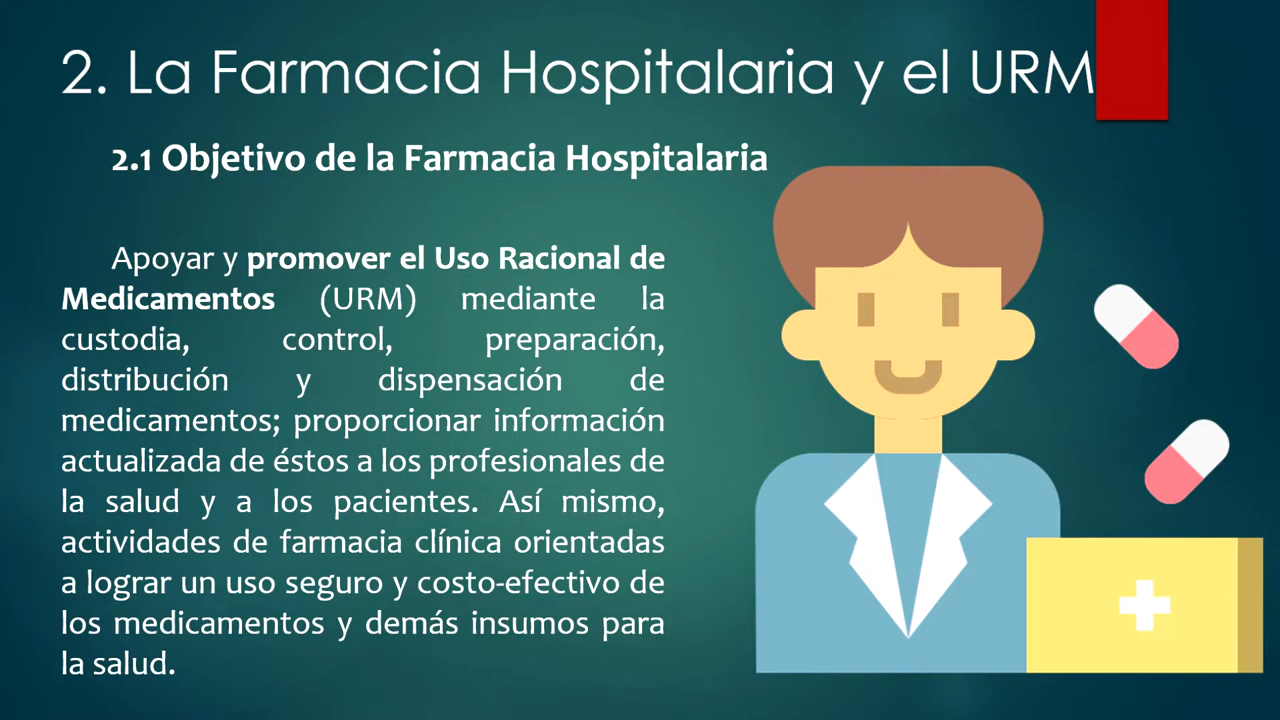 2. La Farmacia Hospitalaria y el URM
2.1 Objetivo de la Farmacia Hospitalaria
Apoyar y promover el Uso Racional de
Medicamentos (URM) mediante la
custodia, control, preparación,
distribución y dispensación de
medicamentos; proporcionar información
actualizada de éstos a los profesionales de
la salud y a los pacientes. Así mismo,
actividades de farmacia clínica orientadas
a lograr un uso seguro y costo-efectivo de
los medicamentos y demás insumos para
la salud.